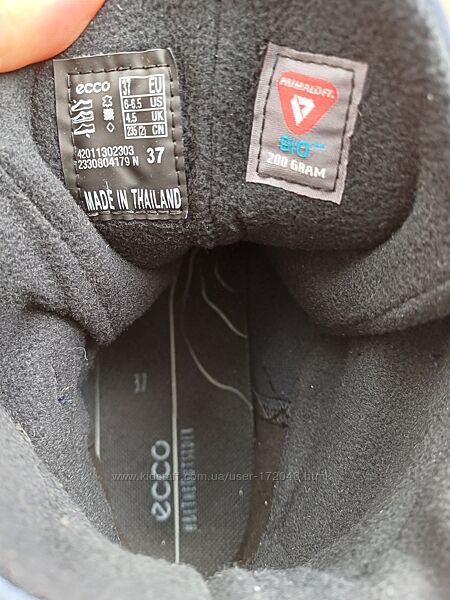 ecco
37 EU
6-6.5 US
4.5 UK
235 (2) CN
42011302303
2330804179 N 37
MADE IN THAILAND
PRIMALOFT
BIO
200 GRAM
37
ecco
www.kidstaff.com.ua/user-172046.html